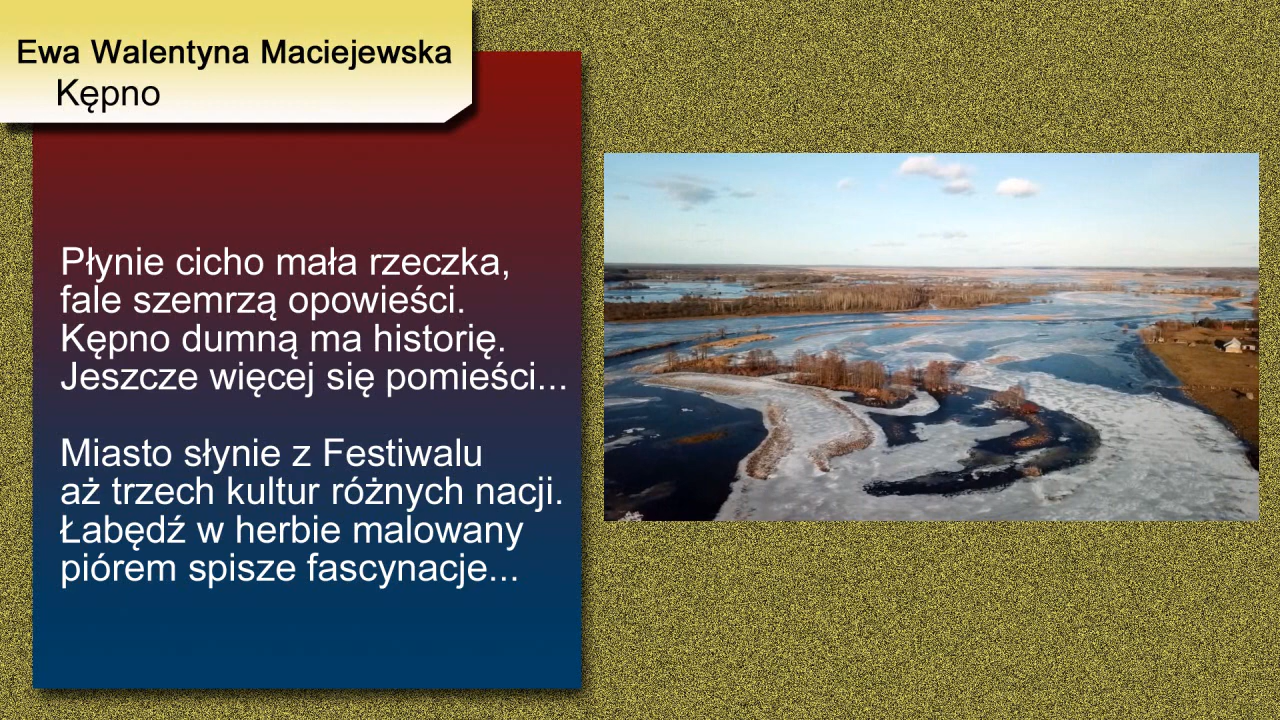 Ewa Walentyna Maciejewska
Kępno
Płynie cicho mała rzeczka,
fale szemrzą opowieści.
Kępno dumną ma historię.
Jeszcze więcej się pomieści...
Miasto słynie z Festiwalu
aż trzech kultur różnych nacji.
Łabędź w herbie malowany
piórem spisze fascynacje...